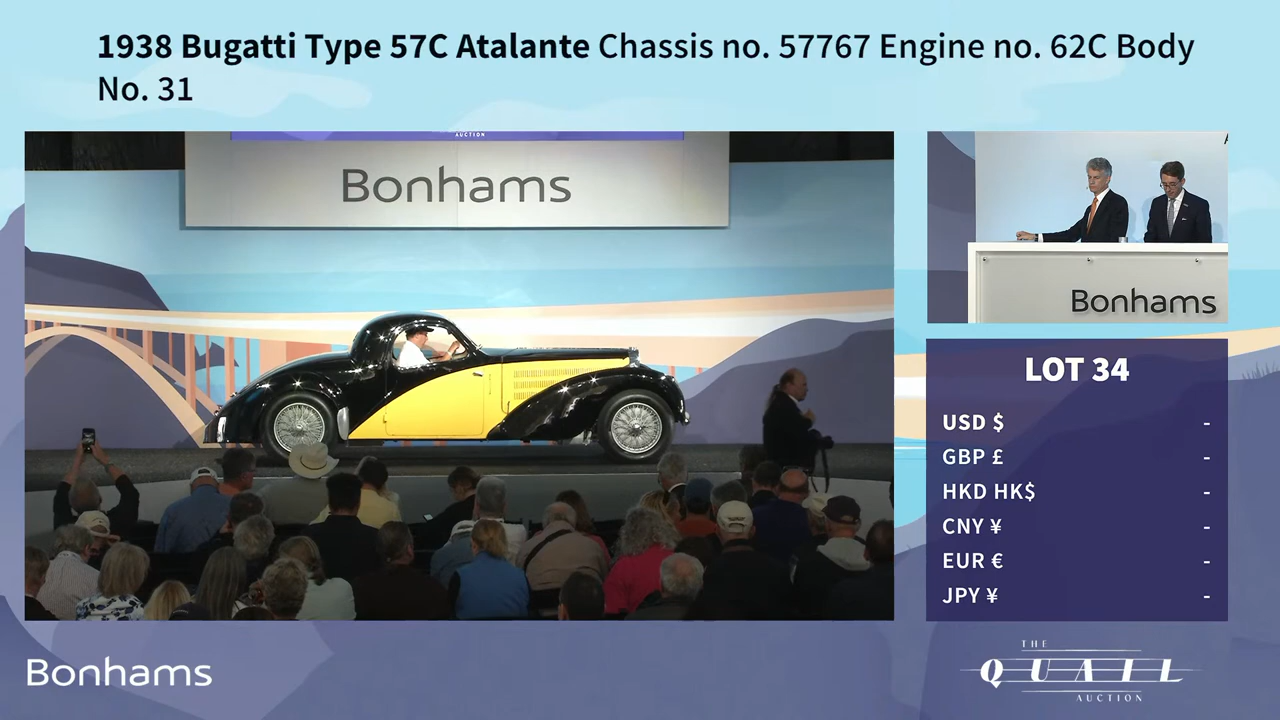 1938 Bugatti Type 57C Atalante Chassis no. 57767 Engine no. 62C Body
No. 31
AUCTION
Bonhams
Bonhams
LOT 34
USD $ -
GBP £ -
HKD HK$ -
CNY ¥ -
EUR € -
JPY ¥ -
Bonhams
THE
QUAIL
AUCTION